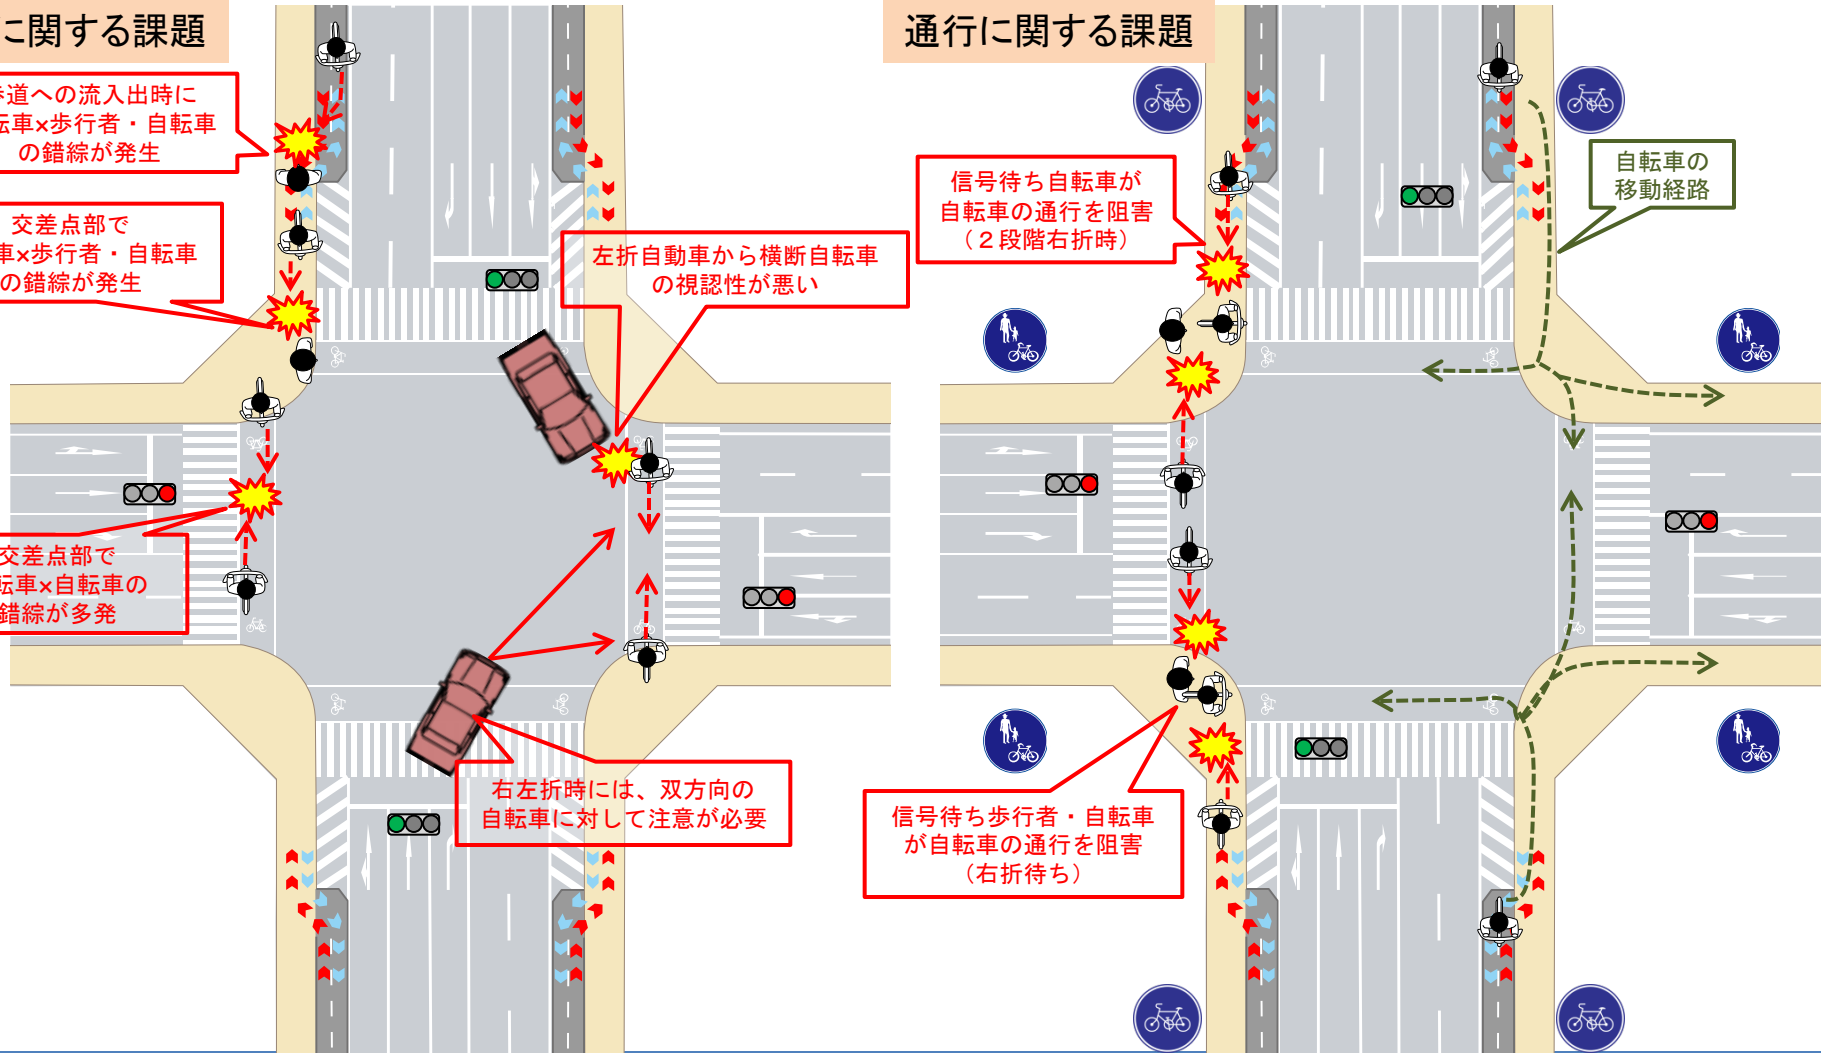 に関する課題
道への流入出時に
転車×歩行者・自転車
の錯綜が発生
交差点部で
車×歩行者・自転車
の錯綜が発生
左折自動車から横断自転車
の視認性が悪い
交差点部で
転車×自転車の
錯綜が多発
右左折時には、双方向の
自転車に対して注意が必要
通行に関する課題
信号待ち自転車が
自転車の通行を阻害
（２段階右折時）
自転車の
移動経路
信号待ち歩行者・自転車
が自転車の通行を阻害
（右折待ち）